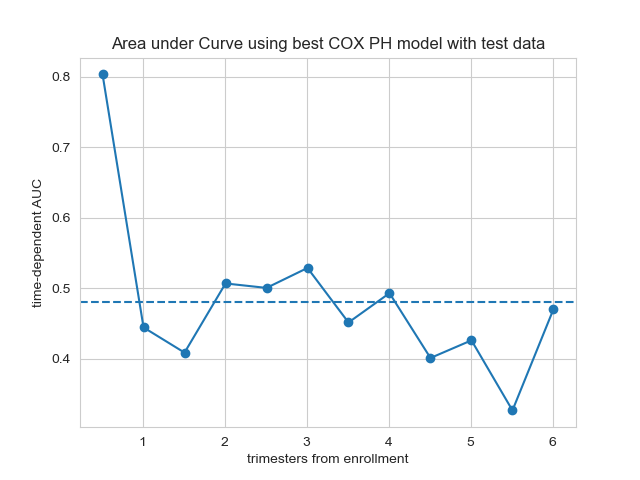 Area under Curve using best COX PH model with test data
time-dependent AUC
0.8
0.7
0.6
0.5
0.4
1 2 3 4 5 6
trimesters from enrollment